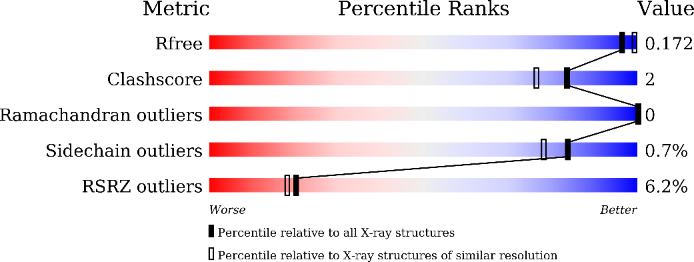 Metric Percentile Ranks Value
Rfree 0.172
Clashscore 2
Ramachandran outliers 0
Sidechain outliers 0.7%
RSRZ outliers 6.2%
Worse Better
Percentile relative to all X-ray structures
Percentile relative to X-ray structures of similar resolution